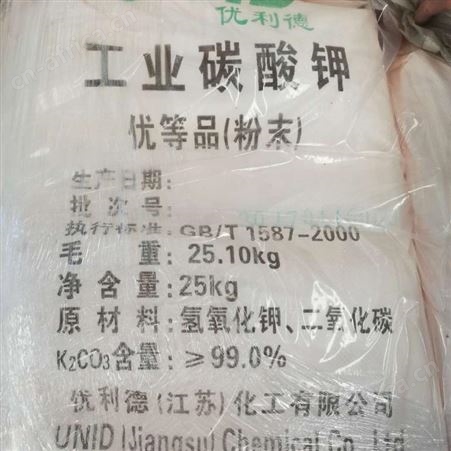 优利德
工业碳酸钾
优等品(粉末)
生产日期:
批次号:
执行标准:GB/T 1587-2000
毛重:25.10kg
净含量:25kg
原材料:氢氧化钾、二氧化碳
K₂CO₃含量:≥99.0%
优利德(江苏)化工有限公司
UNID (Jiangsu) Chemical Co., Ltd